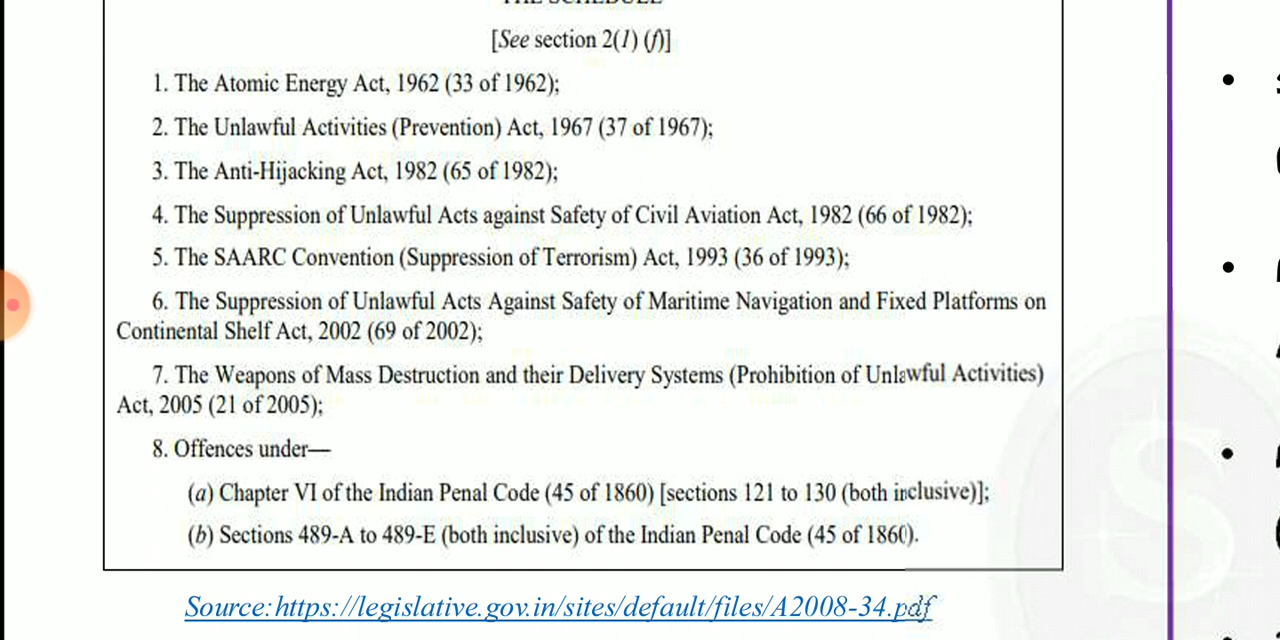 THE SCHEDULE
[See section 2(1) (f)]
1. The Atomic Energy Act, 1962 (33 of 1962);
2. The Unlawful Activities (Prevention) Act, 1967 (37 of 1967);
3. The Anti-Hijacking Act, 1982 (65 of 1982);
4. The Suppression of Unlawful Acts against Safety of Civil Aviation Act, 1982 (66 of 1982);
5. The SAARC Convention (Suppression of Terrorism) Act, 1993 (36 of 1993);
6. The Suppression of Unlawful Acts Against Safety of Maritime Navigation and Fixed Platforms on
Continental Shelf Act, 2002 (69 of 2002);
7. The Weapons of Mass Destruction and their Delivery Systems (Prohibition of Unlawful Activities)
Act, 2005 (21 of 2005);
8. Offences under—
(a) Chapter VI of the Indian Penal Code (45 of 1860) [sections 121 to 130 (both inclusive)];
(b) Sections 489-A to 489-E (both inclusive) of the Indian Penal Code (45 of 1860).
Source:https://legislative.gov.in/sites/default/files/A2008-34.pdf